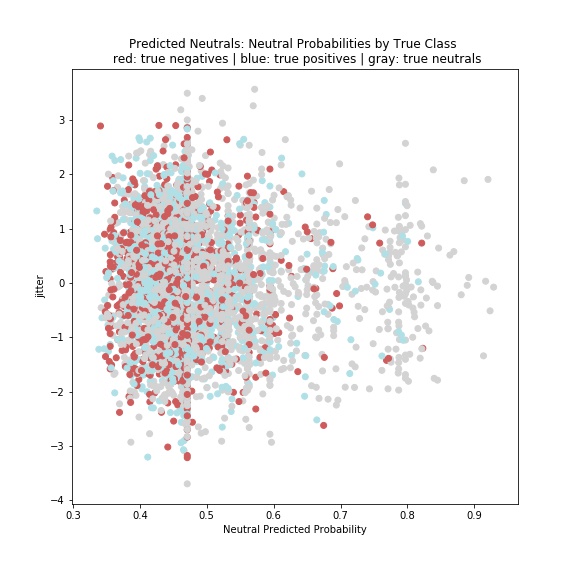 Predicted Neutrals: Neutral Probabilities by True Class
red: true negatives | blue: true positives | gray: true neutrals
3
2
1
0
−1
−2
−3
−4
jitter
0.3 0.4 0.5 0.6 0.7 0.8 0.9
Neutral Predicted Probability